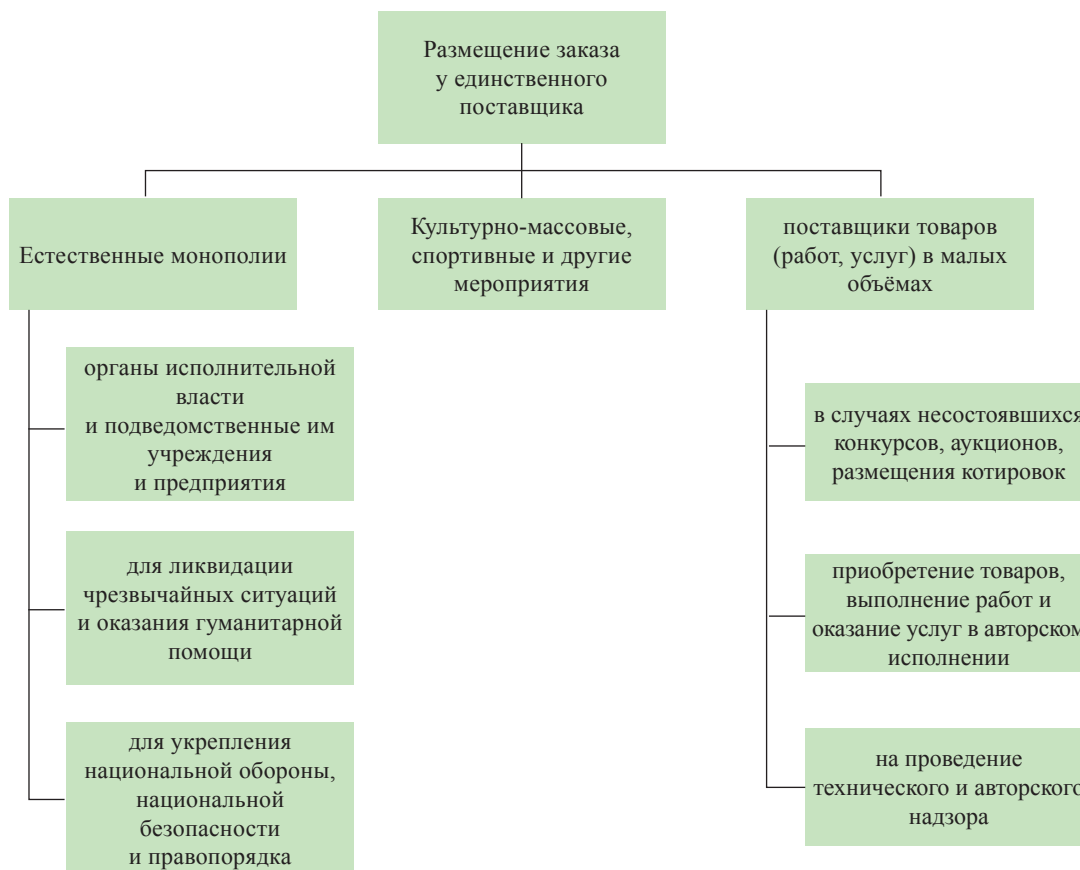 Размещение заказа
у единственного
поставщика
Естественные монополии
Культурно-массовые,
спортивные и другие
мероприятия
поставщики товаров
(работ, услуг) в малых
объёмах
органы исполнительной
власти
и подведомственные им
учреждения
и предприятия
для ликвидации
чрезвычайных ситуаций
и оказания гуманитарной
помощи
для укрепления
национальной обороны,
национальной
безопасности
и правопорядка
в случаях несостоявшихся
конкурсов, аукционов,
размещения котировок
приобретение товаров,
выполнение работ и
оказание услуг в авторском
исполнении
на проведение
технического и авторского
надзора